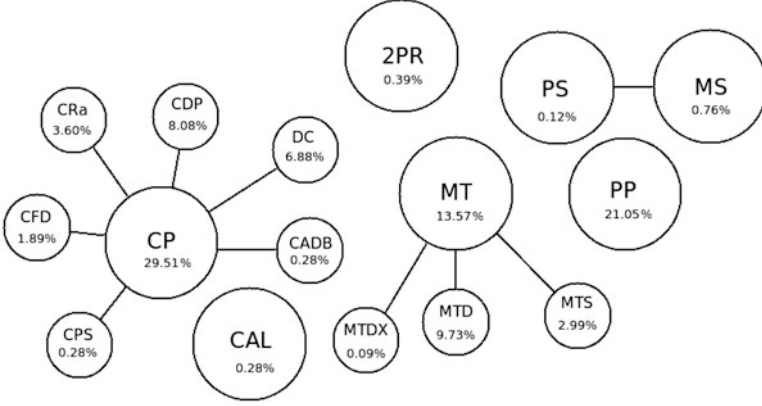 2PR
0.39%
PS
0.12%
MS
0.76%
CRa
3.60%
CDP
8.08%
DC
6.88%
MT
13.57%
PP
21.05%
CFD
1.89%
CP
29.51%
CADB
0.28%
CPS
0.28%
CAL
0.28%
MTDX
0.09%
MTD
9.73%
MTS
2.99%